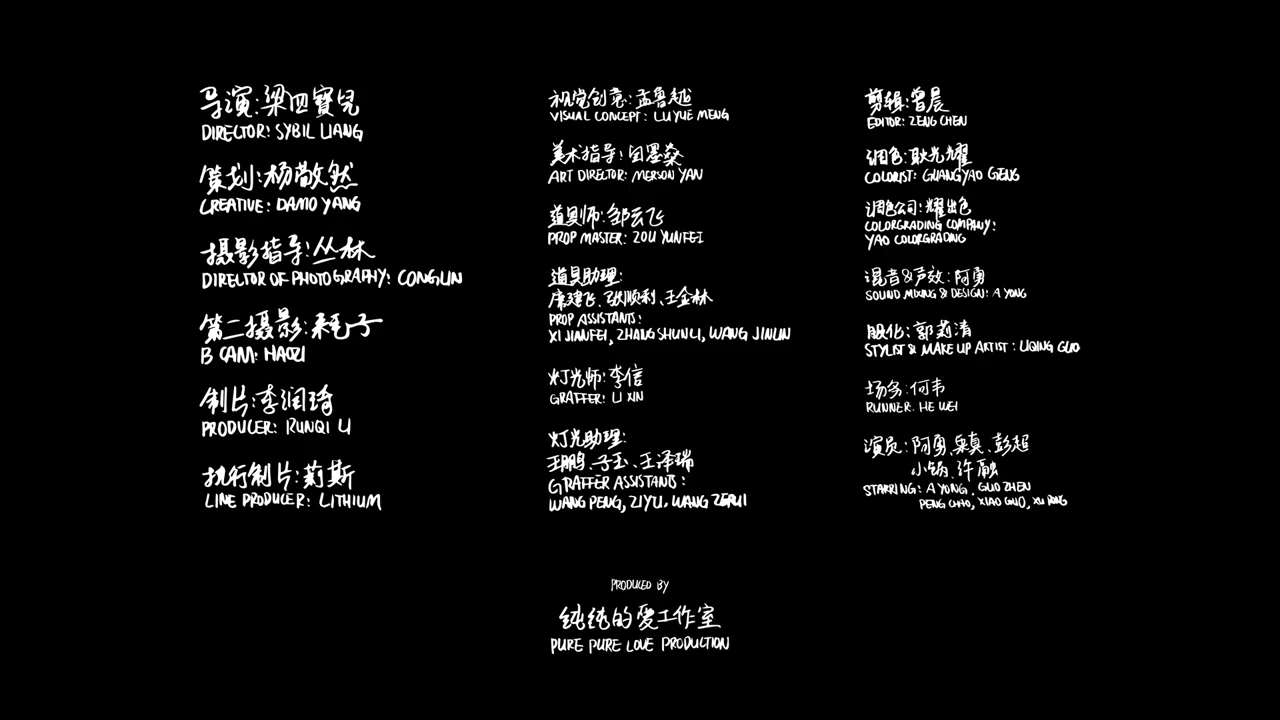 导演:梁四寶兒
DIRECTOR: SYBIL LIANG
策划:杨敬然
CREATIVE: DAMO YANG
摄影指导:丛林
DIRECTOR OF PHOTOGRAPHY: CONGLIN
第二摄影:耗子
B CAM: HAOZI
制片:李润琦
PRODUCER: RUNQI LI
执行制片:莉斯
LINE PRODUCER: LITHIUM
视觉创意:孟鲁越
VISUAL CONCEPT: LUYUE MENG
美术指导:闫墨燊
ART DIRECTOR: MERSON YAN
道具师:邹云飞
PROP MASTER: ZOU YUNFEI
道具助理:
席建飞、张顺利、王金林
PROP ASSISTANTS:
XI JIANFEI, ZHANG SHUNLI, WANG JINLIN
灯光师:李信
GRAFFER: LI XIN
灯光助理:
王鹏、子玉、王泽瑞
GRAFFER ASSISTANTS:
WANG PENG, ZIYU, WANG ZERUI
剪辑:曾晨
EDITOR: ZENG CHEN
调色:耿光耀
COLORIST: GUANGYAO GENG
调色公司:耀出色
COLORGRADING COMPANY:
YAO COLORGRADING
混音&声效:阿勇
SOUND MIXING & DESIGN: A YONG
服化:郭莉清
STYLIST & MAKE UP ARTIST: LIQING GUO
场务:何韦
RUNNER: HE WEI
演员:阿勇、真、彭超
小锅、许融
STARRING: A YONG, GUO ZHEN
PENG CHAO, XIAO GUO, XU RONG
PRODUCED BY
纯纯的爱工作室
PURE PURE LOVE PRODUCTION